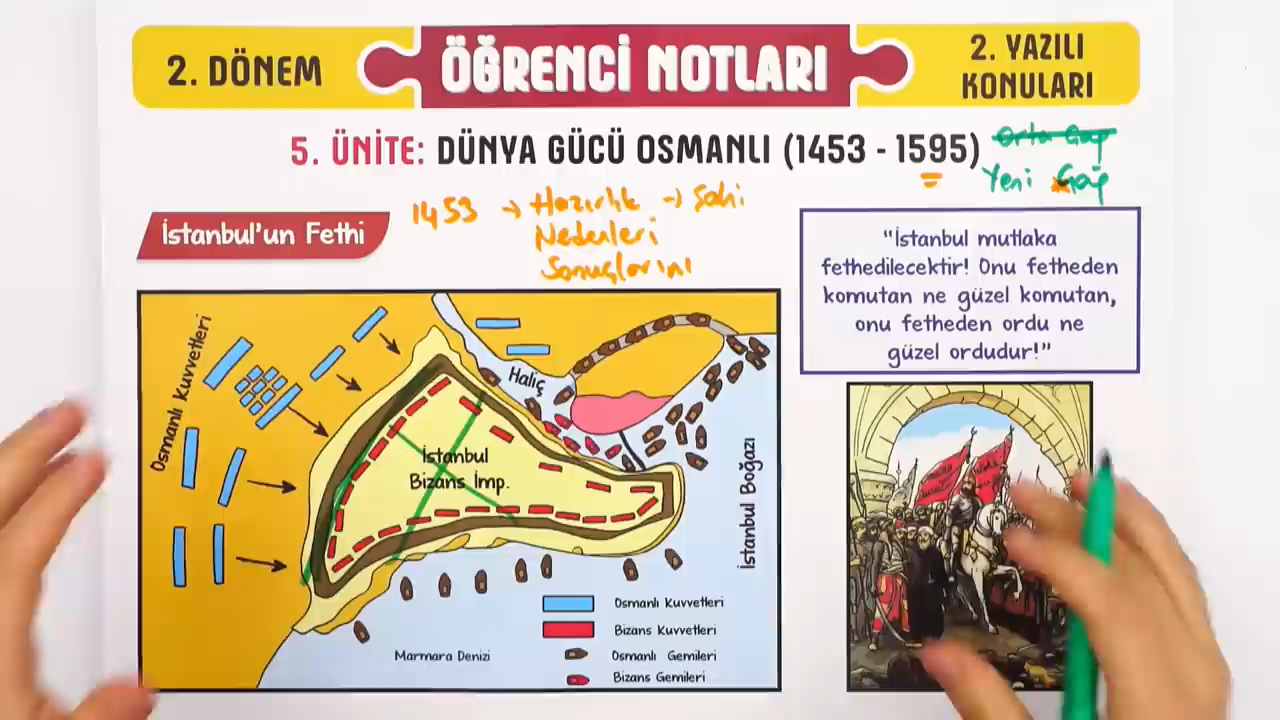 2. DÖNEM
ÖĞRENCİ NOTLARI
2. YAZILI
KONULARI
5. ÜNİTE: DÜNYA GÜCÜ OSMANLI (1453 - 1595)
Orta Çağ
Yeni Çağ
İstanbul'un Fethi
1453 → Hazırlık → Şahi
Nedenleri
Sonuçlarını
"İstanbul mutlaka
fethedilecektir! Onu fetheden
komutan ne güzel komutan,
onu fetheden ordu ne
güzel ordudur!"
Osmanlı Kuvvetleri
Haliç
İstanbul
Bizans İmp.
İstanbul Boğazı
Marmara Denizi
Osmanlı Kuvvetleri
Bizans Kuvvetleri
Osmanlı Gemileri
Bizans Gemileri